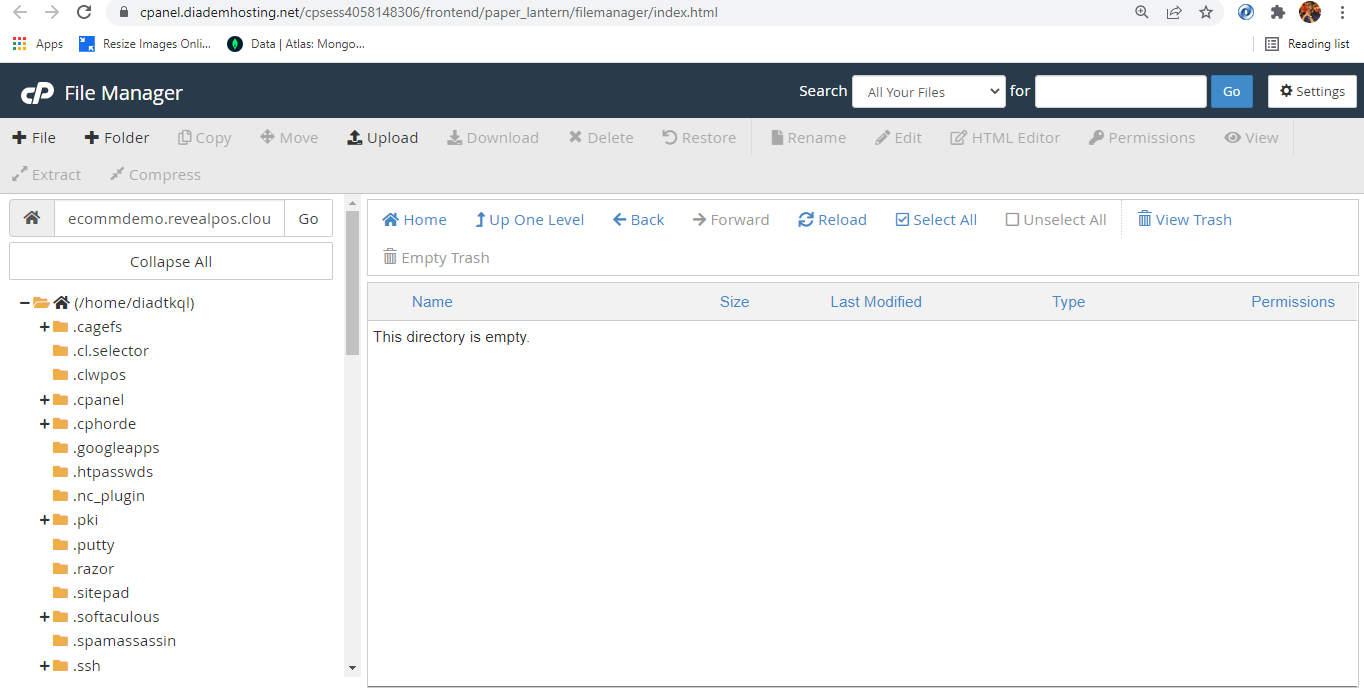 cpanel.diademhosting.net/cpsess4058148306/frontend/paper_lantern/filemanager/index.html
Apps Resize Images Onli... Data | Atlas: Mongo... Reading list
cP File Manager Search All Your Files for Go Settings
File Folder Copy Move Upload Download Delete Restore Rename Edit HTML Editor Permissions View
Extract Compress
ecommdemo.revealpos.clou Go
Collapse All
(/home/diadtkql)
.cagefs
.cl.selector
.clwpos
.cpanel
.cphorde
.googleapps
.htpasswds
.nc_plugin
.pki
.putty
.razor
.sitepad
.softaculous
.spamassassin
.ssh
Home Up One Level Back Forward Reload Select All Unselect All View Trash
Empty Trash
Name Size Last Modified Type Permissions
This directory is empty.